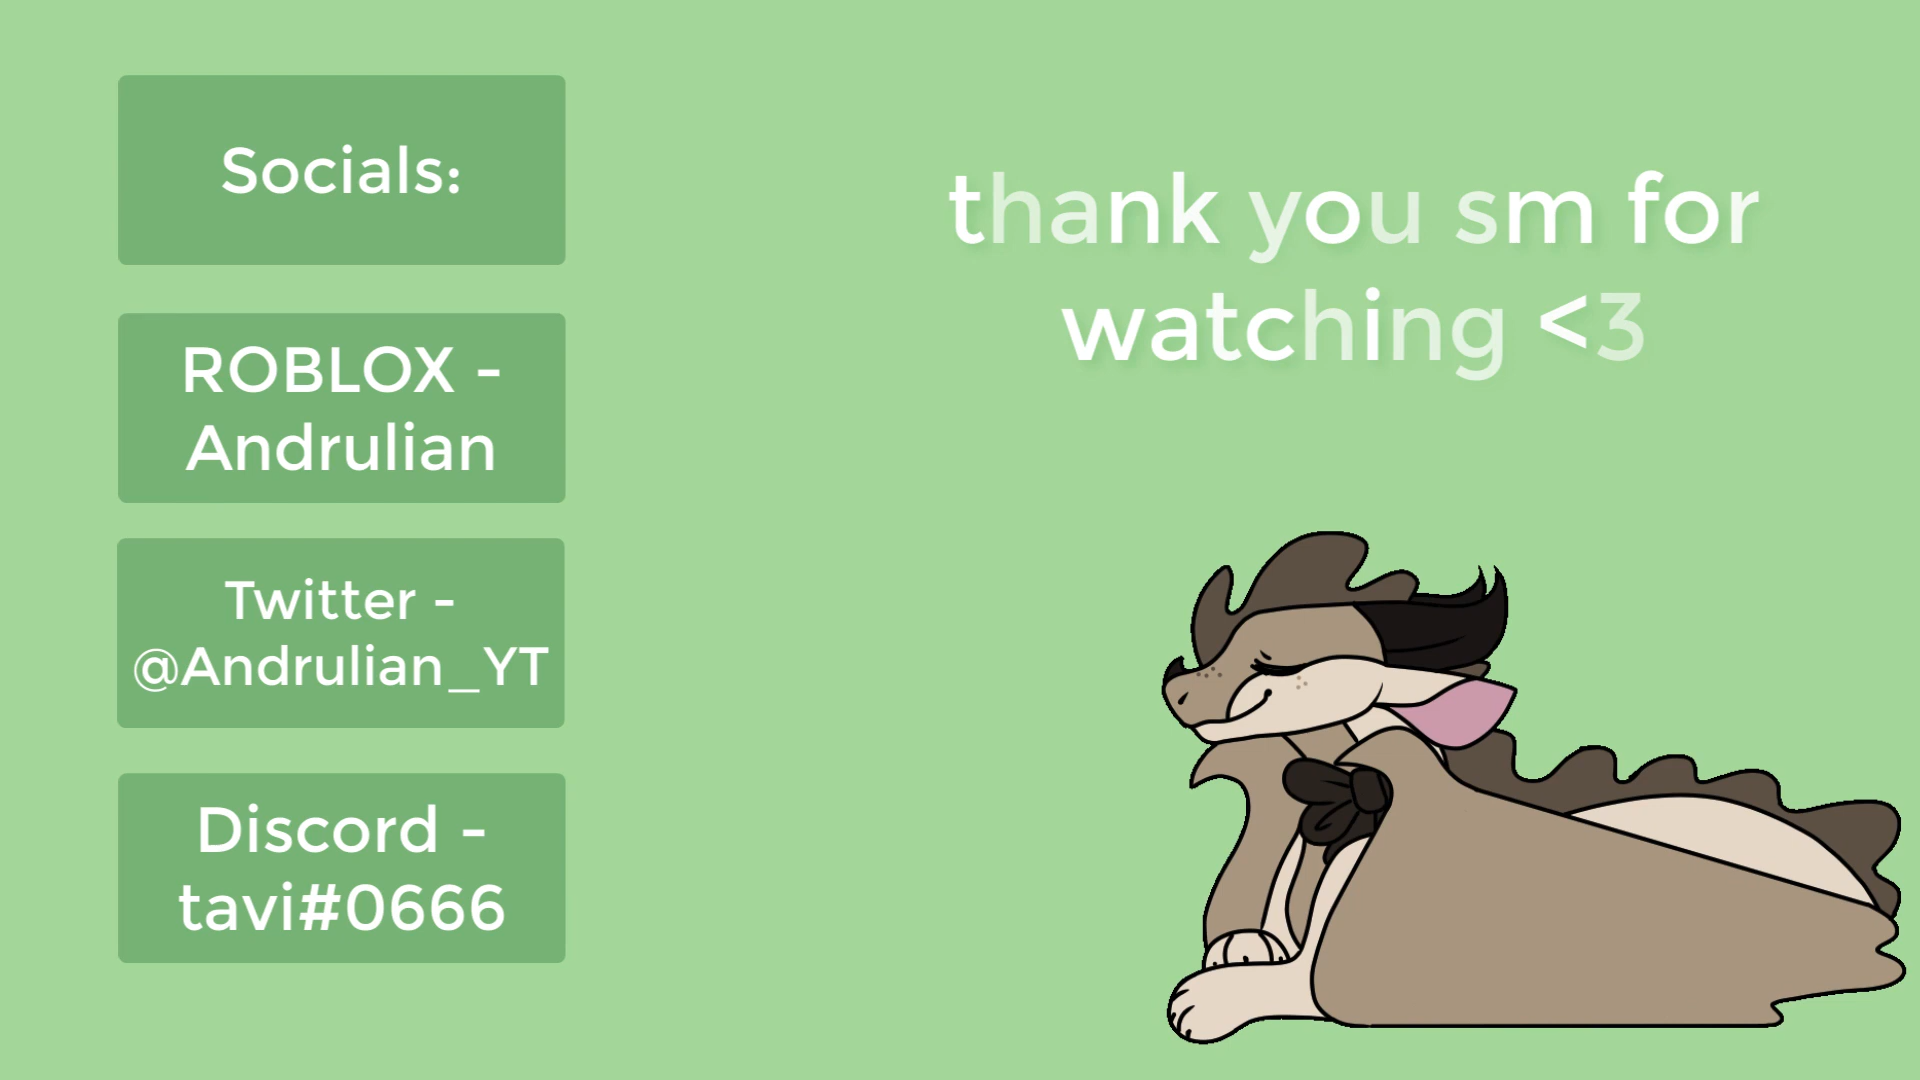 Socials:
ROBLOX -
Andrulian
Twitter -
@Andrulian_YT
Discord -
tavi#0666
thank you sm for
watching <3